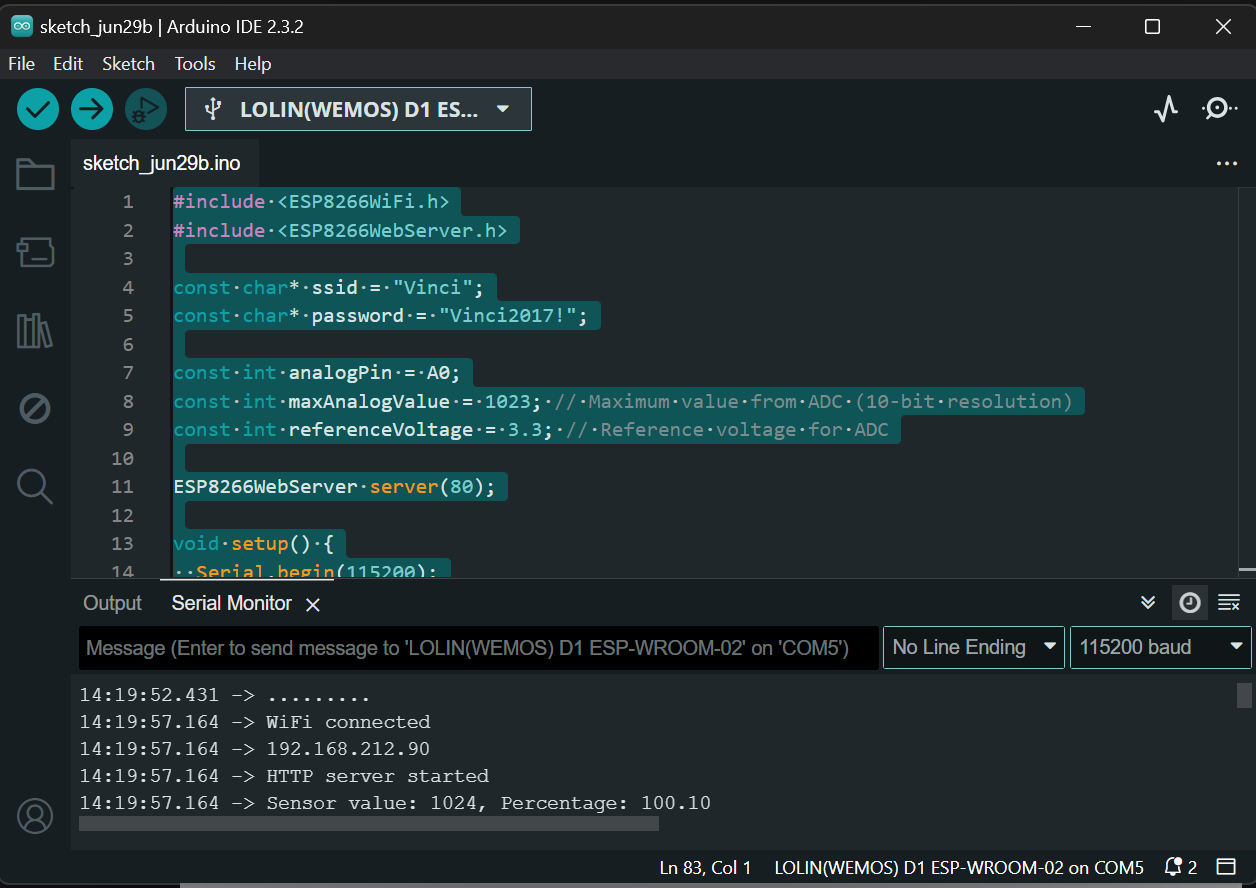 sketch_jun29b | Arduino IDE 2.3.2
File Edit Sketch Tools Help
LOLIN(WEMOS) D1 ES...
sketch_jun29b.ino
1 #include <ESP8266WiFi.h>
2 #include <ESP8266WebServer.h>
3
4 const char* ssid = "Vinci";
5 const char* password = "Vinci2017!";
6
7 const int analogPin = A0;
8 const int maxAnalogValue = 1023; // Maximum value from ADC (10-bit resolution)
9 const int referenceVoltage = 3.3; // Reference voltage for ADC
10
11 ESP8266WebServer server(80);
12
13 void setup() {
14 Serial.begin(115200);
Output Serial Monitor
Message (Enter to send message to 'LOLIN(WEMOS) D1 ESP-WROOM-02' on 'COM5') No Line Ending 115200 baud
14:19:52.431 -> .........
14:19:57.164 -> WiFi connected
14:19:57.164 -> 192.168.212.90
14:19:57.164 -> HTTP server started
14:19:57.164 -> Sensor value: 1024, Percentage: 100.10
Ln 83, Col 1 LOLIN(WEMOS) D1 ESP-WROOM-02 on COM5 2